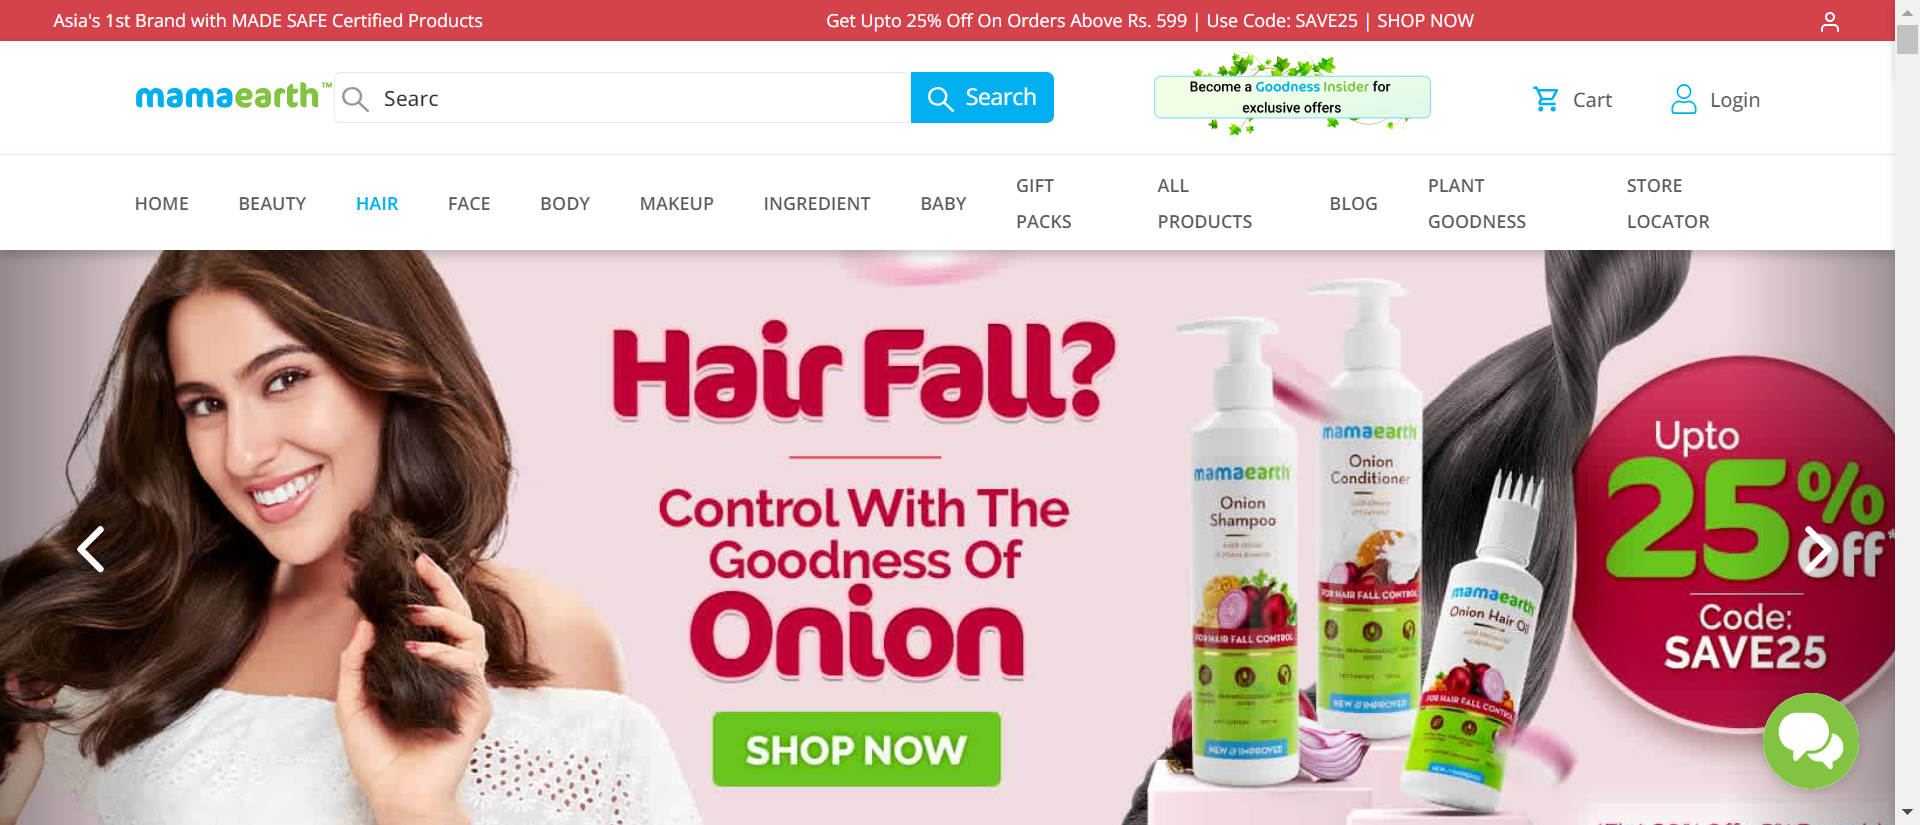 Asia's 1st Brand with MADE SAFE Certified Products
Get Upto 25% Off On Orders Above Rs. 599 | Use Code: SAVE25 | SHOP NOW
mamaearth™
Searc
Search
Become a Goodness Insider for
exclusive offers
Cart
Login
HOME
BEAUTY
HAIR
FACE
BODY
MAKEUP
INGREDIENT
BABY
GIFT
PACKS
ALL
PRODUCTS
BLOG
PLANT
GOODNESS
STORE
LOCATOR
Hair Fall?
Control With The
Goodness Of
Onion
SHOP NOW
mamaearth
Onion
Shampoo
FOR HAIR FALL CONTROL
NEW & IMPROVED
mamaearth
Onion
Conditioner
FOR HAIR FALL CONTROL
NEW & IMPROVED
mamaearth
Onion Hair Oil
FOR HAIR FALL CONTROL
NEW & IMPROVED
Upto
25%
Off*
Code:
SAVE25